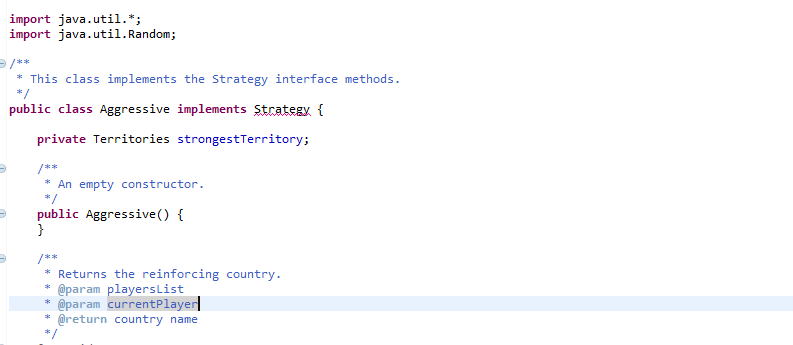 import java.util.*;
import java.util.Random;
/**
* This class implements the Strategy interface methods.
*/
public class Aggressive implements Strategy {
private Territories strongestTerritory;
/**
* An empty constructor.
*/
public Aggressive() {
}
/**
* Returns the reinforcing country.
* @param playersList
* @param currentPlayer
* @return country name
*/